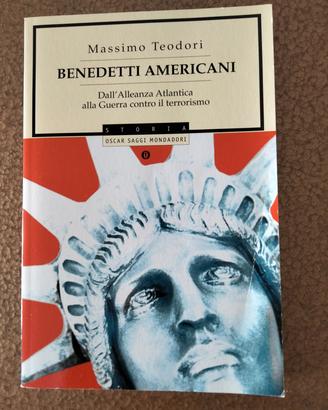 Massimo Teodori
BENEDETTI AMERICANI
Dall'Alleanza Atlantica
alla Guerra contro il terrorismo
STORIA
OSCAR SAGGI MONDADORI